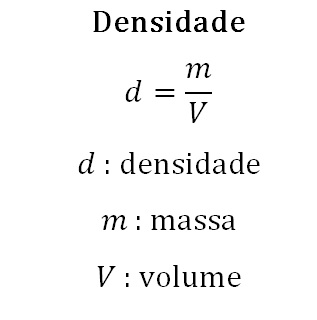 Densidade
d = m/V
d : densidade
m : massa
V : volume